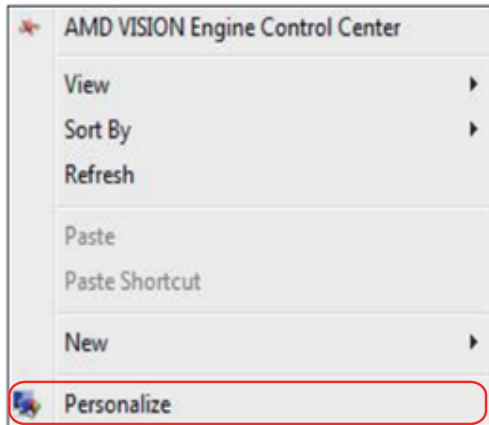 AMD VISION Engine Control Center
View
Sort By
Refresh
Paste
Paste Shortcut
New
Personalize